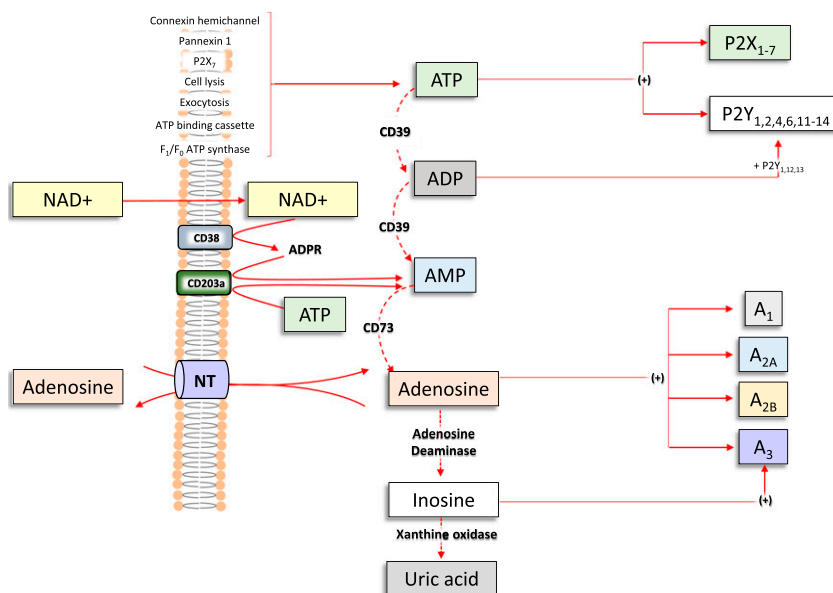 Connexin hemichannel
Pannexin 1
P2X7
Cell lysis
Exocytosis
ATP binding cassette
F1/F0 ATP synthase
ATP
(+)
P2X1-7
P2Y1,2,4,6,11-14
CD39
ADP
+ P2Y1,12,13
NAD+
NAD+
CD38
ADPR
CD39
CD203a
AMP
ATP
CD73
Adenosine
NT
Adenosine
(+)
A1
A2A
A2B
A3
Adenosine
Deaminase
Inosine
(+)
Xanthine oxidase
Uric acid